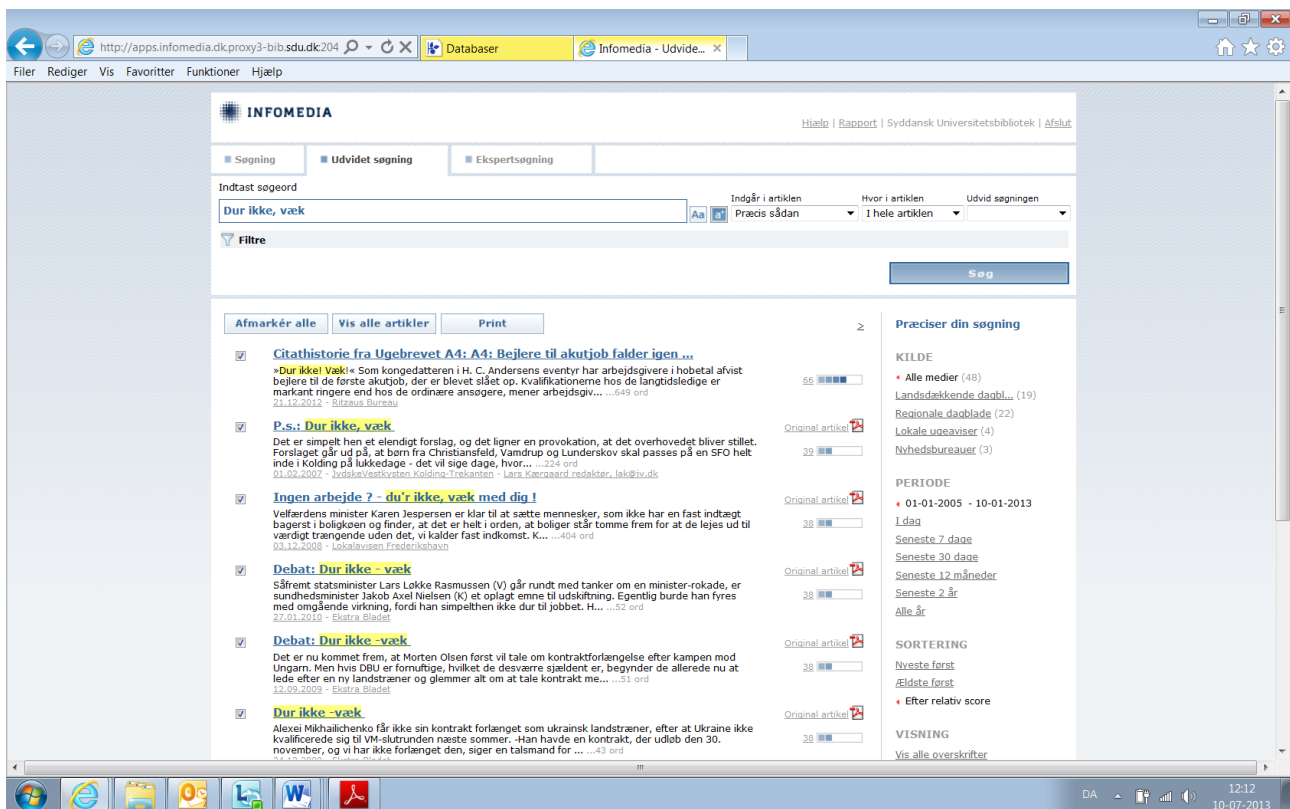 http://apps.infomedia.dk.proxy3-bib.sdu.dk:204
Databaser
Infomedia - Udvide...
Filer Rediger Vis Favoritter Funktioner Hjælp
INFOMEDIA
Hjælp | Rapport | Syddansk Universitetsbibliotek | Afslut
Søgning
Udvidet søgning
Ekspertsøgning
Indtast søgeord
Indgår i artiklen
Hvor i artiklen
Udvid søgningen
Dur ikke, væk
Aa
Præcis sådan
I hele artiklen
Filtre
Søg
Afmarkér alle
Vis alle artikler
Print
>
Citathistorie fra Ugebrevet A4: A4: Bejlere til akutjob falder igen ...
»Dur ikke! Væk!« Som kongedatteren i H. C. Andersens eventyr har arbejdsgivere i hobetal afvist
bejlere til de første akutjob, der er blevet slået op. Kvalifikationerne hos de langtidsledige er
markant ringere end hos de ordinære ansøgere, mener arbejdsgiv... ...649 ord
21.12.2012 - Ritzaus Bureau
66
P.s.: Dur ikke, væk
Original artikel
Det er simpelt hen et elendigt forslag, og det ligner en provokation, at det overhovedet bliver stillet.
Forslaget går ud på, at børn fra Christiansfeld, Vamdrup og Lunderskov skal passes på en SFO helt
inde i Kolding på lukkedage - det vil sige dage, hvor... ...224 ord
01.02.2007 - JydskeVestkysten Kolding-Trekanten - Lars Kærgaard redaktør, lak@jv.dk
39
Ingen arbejde ? - du'r ikke, væk med dig !
Original artikel
Velfærdens minister Karen Jespersen er klar til at sætte mennesker, som ikke har en fast indtægt
bagerst i boligkøen og finder, at det er helt i orden, at boliger står tomme frem for at de lejes ud til
værdigt trængende uden det, vi kalder fast indkomst. K... ...404 ord
03.12.2008 - Lokalavisen Frederikshavn
38
Debat: Dur ikke - væk
Original artikel
Såfremt statsminister Lars Løkke Rasmussen (V) går rundt med tanker om en minister-rokade, er
sundhedsminister Jakob Axel Nielsen (K) et oplagt emne til udskiftning. Egentlig burde han fyres
med omgående virkning, fordi han simpelthen ikke dur til jobbet. H... ...52 ord
27.01.2010 - Ekstra Bladet
38
Debat: Dur ikke -væk
Original artikel
Det er nu kommet frem, at Morten Olsen først vil tale om kontraktforlængelse efter kampen mod
Ungarn. Men hvis DBU er fornuftige, hvilket de desværre sjældent er, begynder de allerede nu at
lede efter en ny landstræner og glemmer alt om at tale kontrakt me... ...51 ord
12.09.2009 - Ekstra Bladet
38
Dur ikke -væk
Original artikel
Alexei Mikhailichenko får ikke sin kontrakt forlænget som ukrainsk landstræner, efter at Ukraine ikke
kvalificerede sig til VM-slutrunden næste sommer. -Han havde en kontrakt, der udløb den 30.
november, og vi har ikke forlænget den, siger en talsmand for ... ...43 ord
38
Præciser din søgning
KILDE
Alle medier (48)
Landsdækkende dagbl... (19)
Regionale dagblade (22)
Lokale ugeaviser (4)
Nyhedsbureauer (3)
PERIODE
01-01-2005 - 10-01-2013
I dag
Seneste 7 dage
Seneste 30 dage
Seneste 12 måneder
Seneste 2 år
Alle år
SORTERING
Nyeste først
Ældste først
Efter relativ score
VISNING
Vis alle overskrifter
DA
12:12
10-07-2013